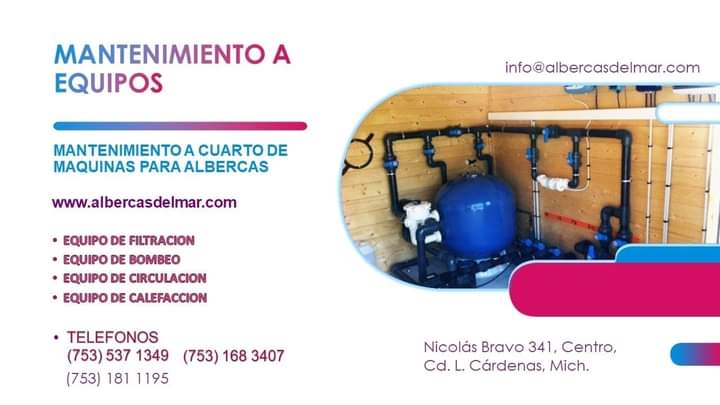 MANTENIMIENTO A
EQUIPOS
info@albercasdelmar.com
MANTENIMIENTO A CUARTO DE
MAQUINAS PARA ALBERCAS
www.albercasdelmar.com
• EQUIPO DE FILTRACION
• EQUIPO DE BOMBEO
• EQUIPO DE CIRCULACION
• EQUIPO DE CALEFACCION
• TELEFONOS
(753) 537 1349 (753) 168 3407
(753) 181 1195
Nicolás Bravo 341, Centro,
Cd. L. Cárdenas, Mich.